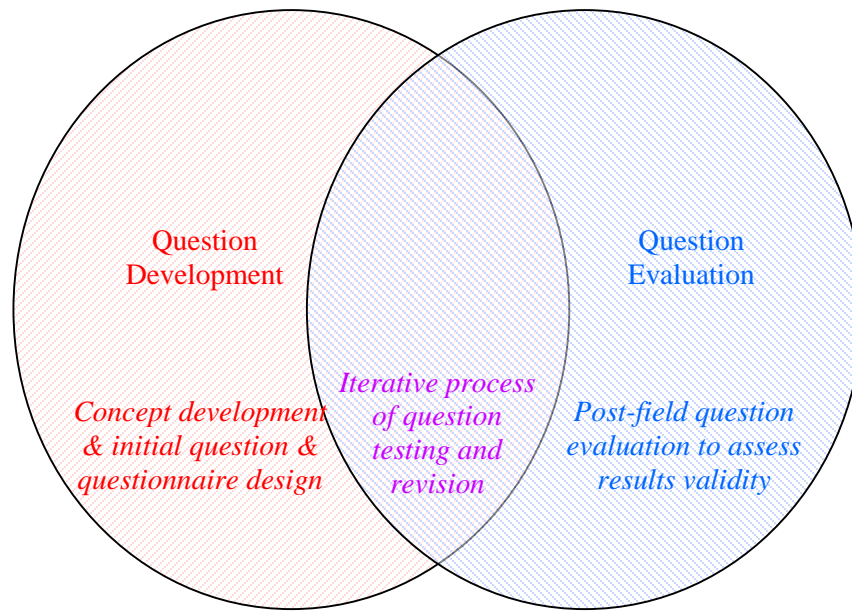 Question
Development
Question
Evaluation
Concept development
& initial question &
questionnaire design
Iterative process
of question
testing and
revision
Post-field question
evaluation to assess
results validity